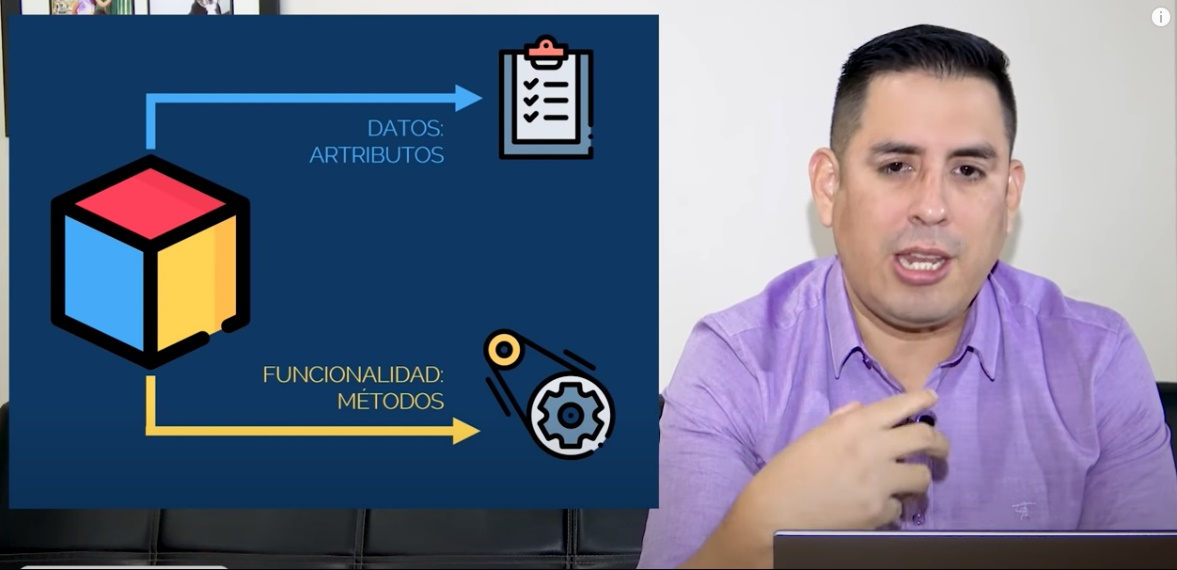 DATOS:
ARTRIBUTOS
FUNCIONALIDAD:
MÉTODOS